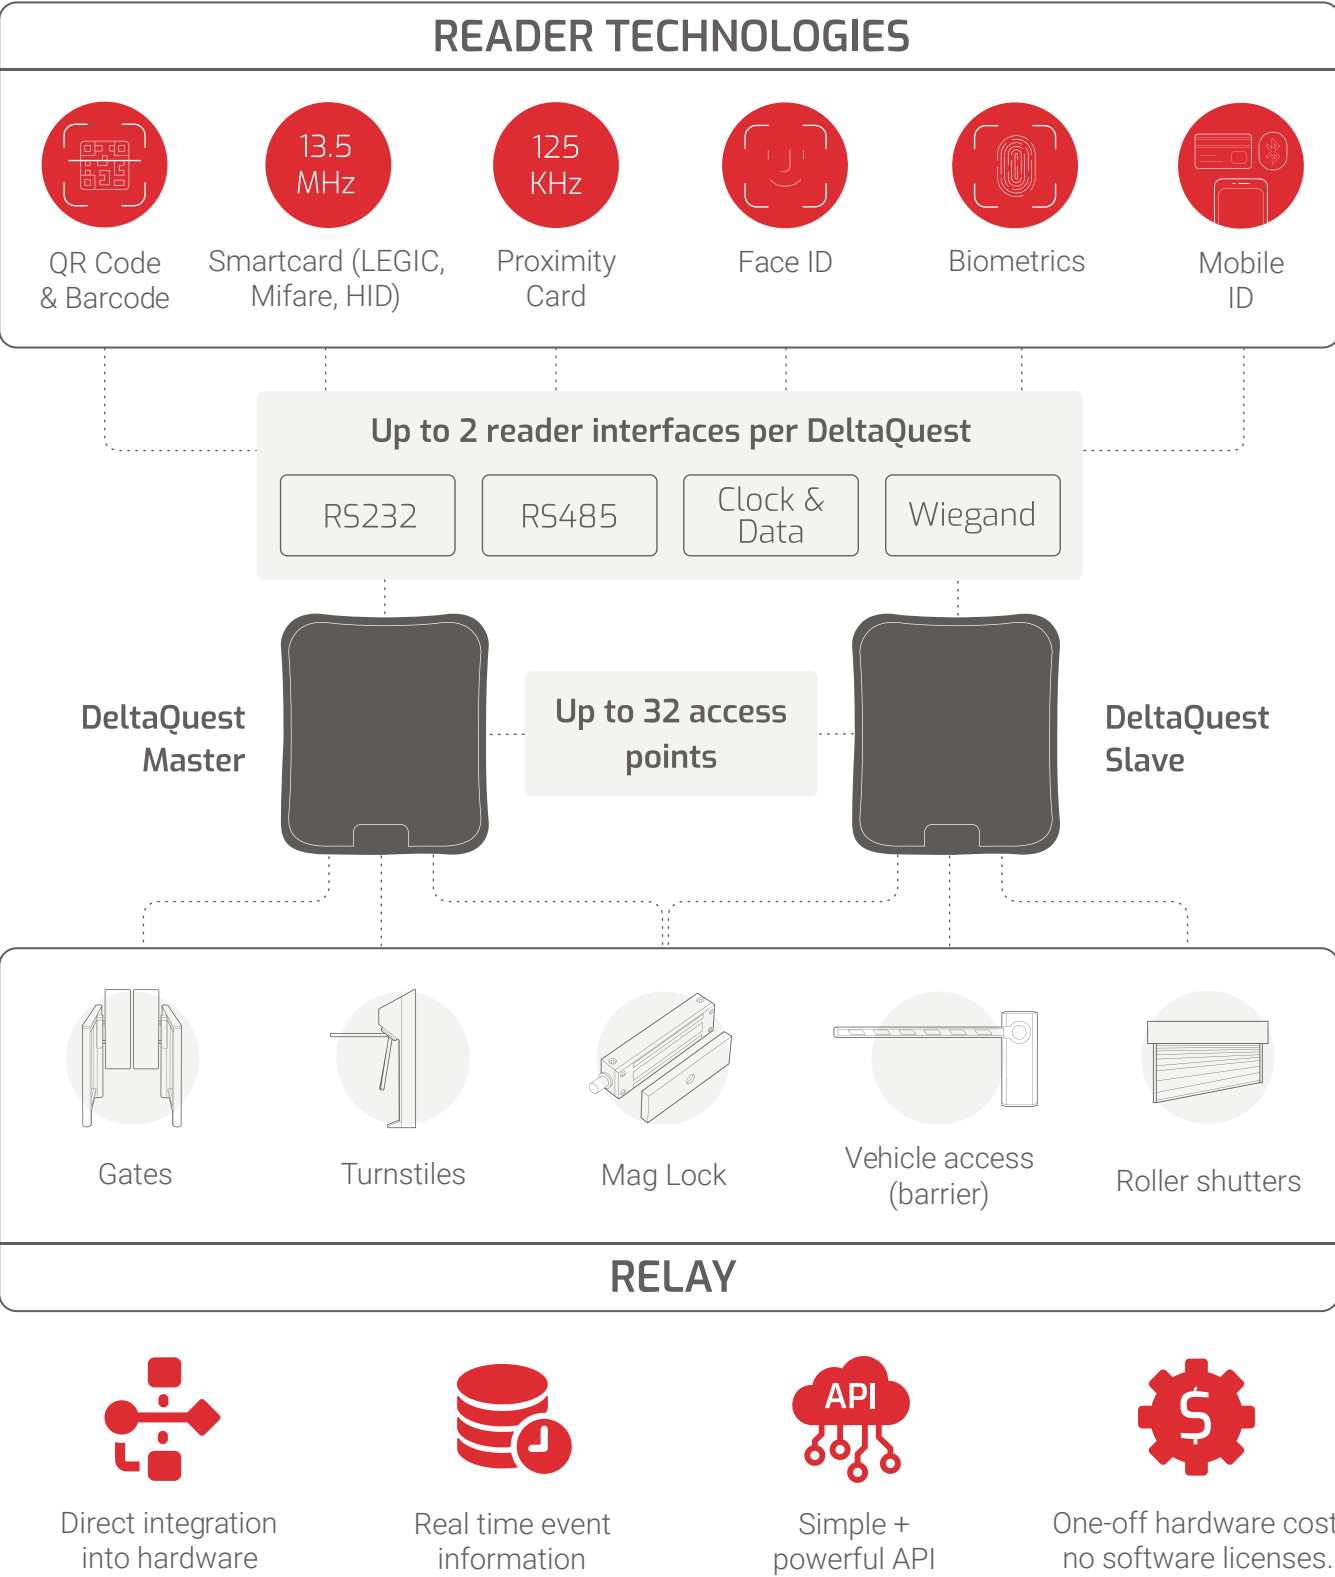 READER TECHNOLOGIES
13.5
MHz
125
KHz
QR Code
& Barcode
Smartcard (LEGIC,
Mifare, HID)
Proximity
Card
Face ID
Biometrics
Mobile
ID
Up to 2 reader interfaces per DeltaQuest
RS232
RS485
Clock &
Data
Wiegand
DeltaQuest
Master
Up to 32 access
points
DeltaQuest
Slave
Gates
Turnstiles
Mag Lock
Vehicle access
(barrier)
Roller shutters
RELAY
API
$
Direct integration
into hardware
Real time event
information
Simple +
powerful API
One-off hardware cost
no software licenses.